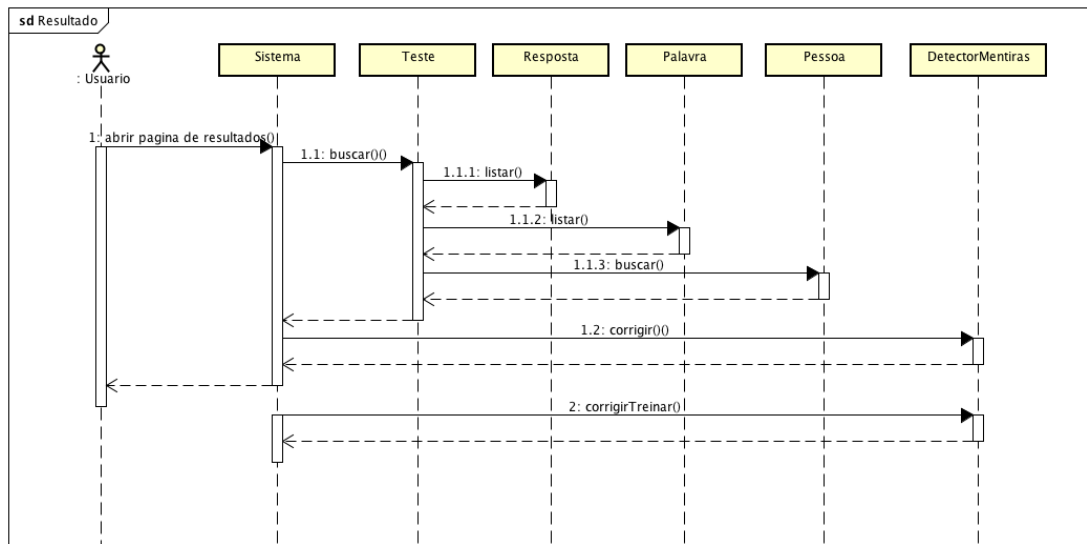 sd Resultado
: Usuario
Sistema
Teste
Resposta
Palavra
Pessoa
DetectorMentiras
1: abrir pagina de resultados()
1.1: buscar()()
1.1.1: listar()
1.1.2: listar()
1.1.3: buscar()
1.2: corrigir()()
2: corrigirTreinar()